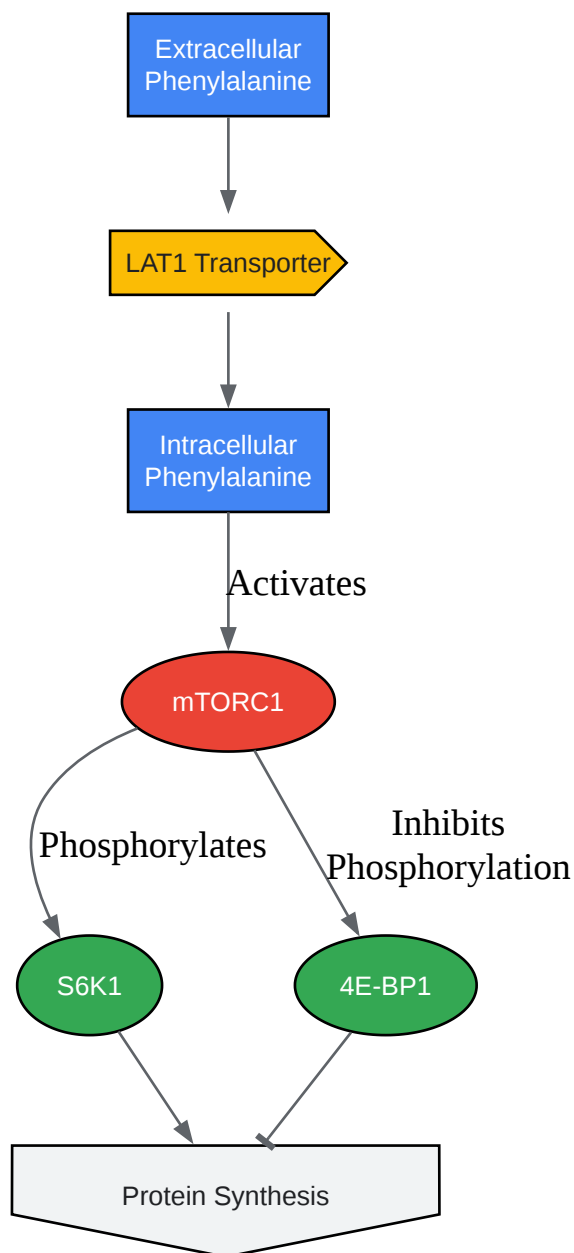 Extracellular
Phenylalanine
LAT1 Transporter
Intracellular
Phenylalanine
Activates
mTORC1
Phosphorylates
Inhibits
Phosphorylation
S6K1
4E-BP1
Protein Synthesis